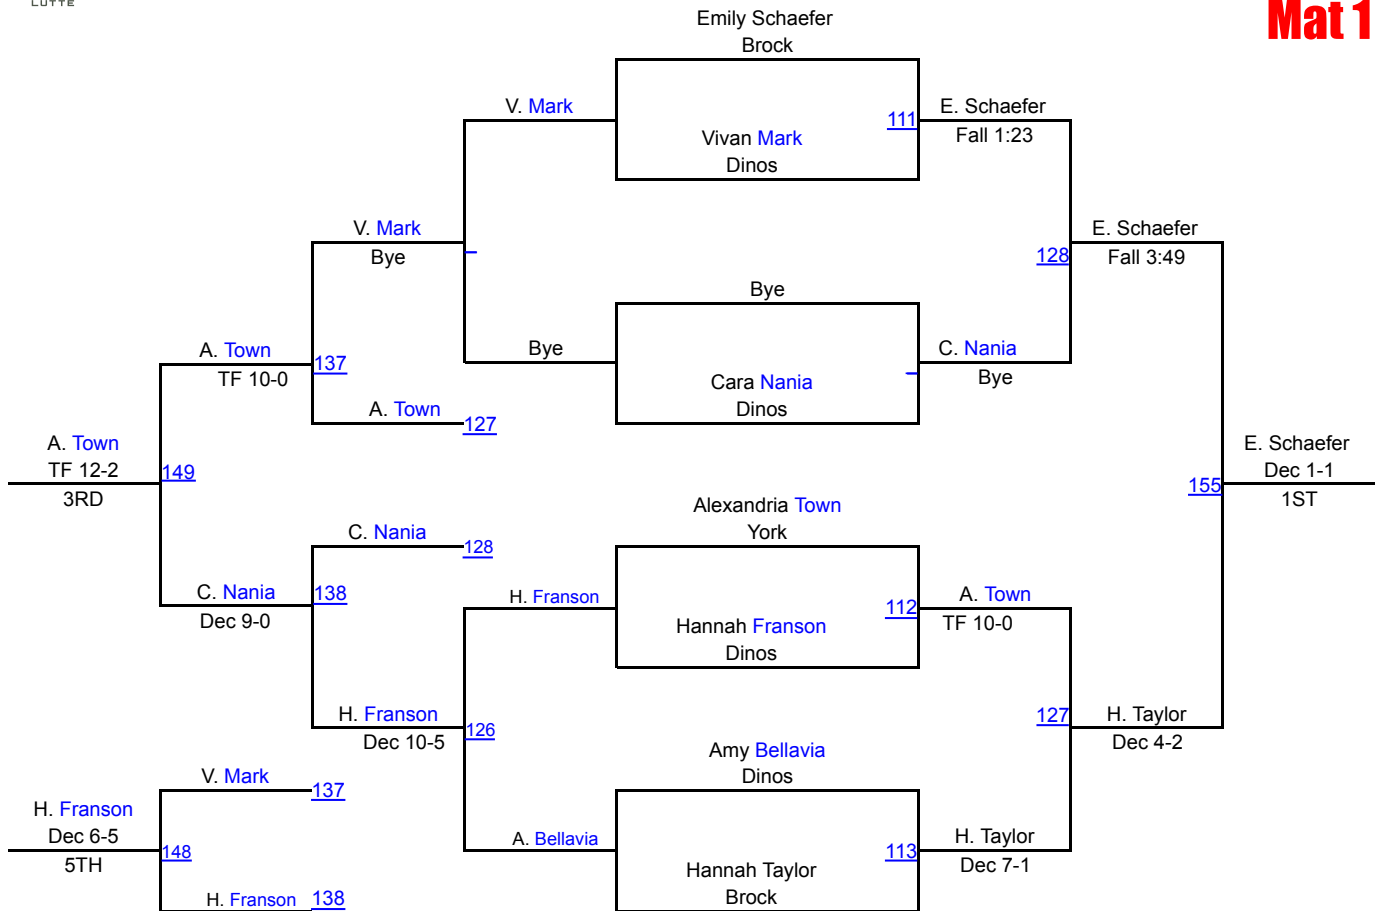 LUTTE
Mat 1
Emily Schaefer
Brock
V. Mark
111
E. Schaefer
Fall 1:23
Vivan Mark
Dinos
V. Mark
Bye
128
E. Schaefer
Fall 3:49
Bye
Bye
C. Nania
Bye
Cara Nania
Dinos
A. Town
TF 10-0
137
A. Town
127
A. Town
TF 12-2
3RD
149
E. Schaefer
Dec 1-1
1ST
155
Alexandria Town
York
C. Nania
128
C. Nania
Dec 9-0
138
H. Franson
112
A. Town
TF 10-0
Hannah Franson
Dinos
H. Franson
Dec 10-5
126
127
H. Taylor
Dec 4-2
Amy Bellavia
Dinos
V. Mark
137
H. Franson
Dec 6-5
5TH
148
A. Bellavia
113
H. Taylor
Dec 7-1
Hannah Taylor
Brock
H. Franson
138